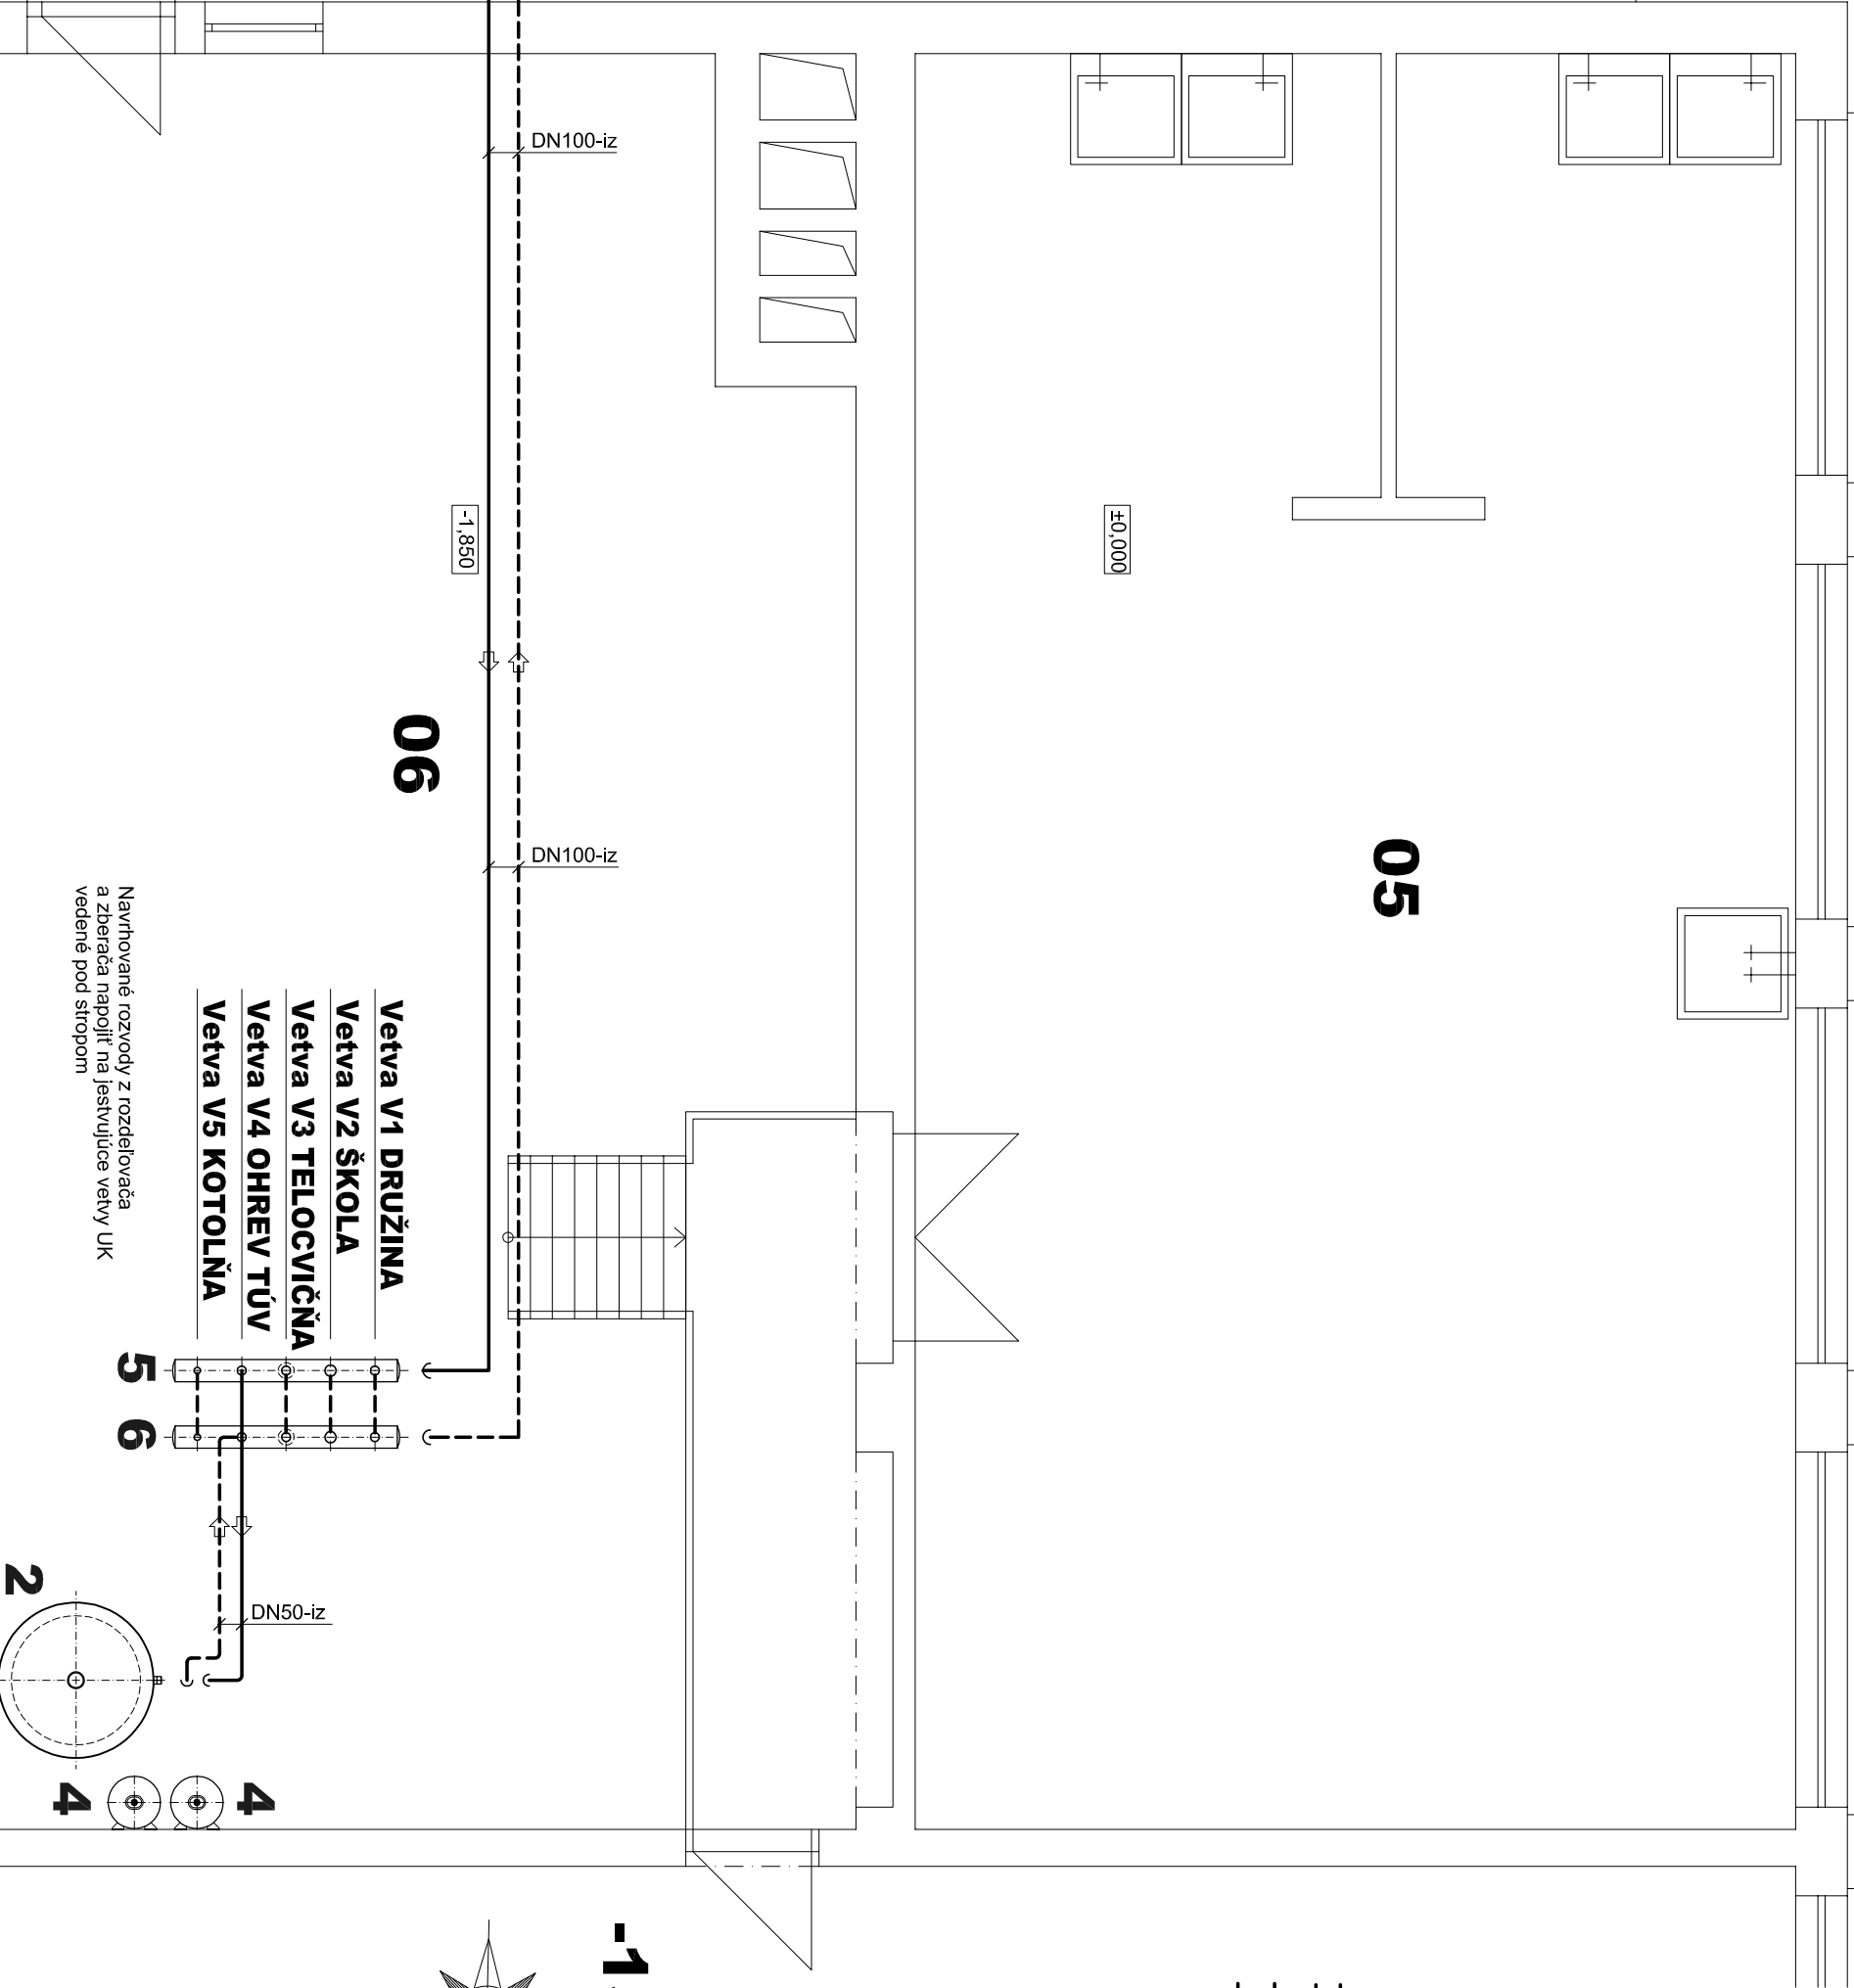 DN100-iz
-1,850
±0,000
06
05
DN100-iz
Navrhované rozvody z rozdeľovača
a zberača napojiť na jestvujúce vetvy UK
vedené pod stropom
Vetva V1 DRUŽINA
Vetva V2 ŠKOLA
Vetva V3 TELOCVIČŇA
Vetva V4 OHREV TÚV
Vetva V5 KOTOLŇA
5
6
2
DN50-iz
4
4